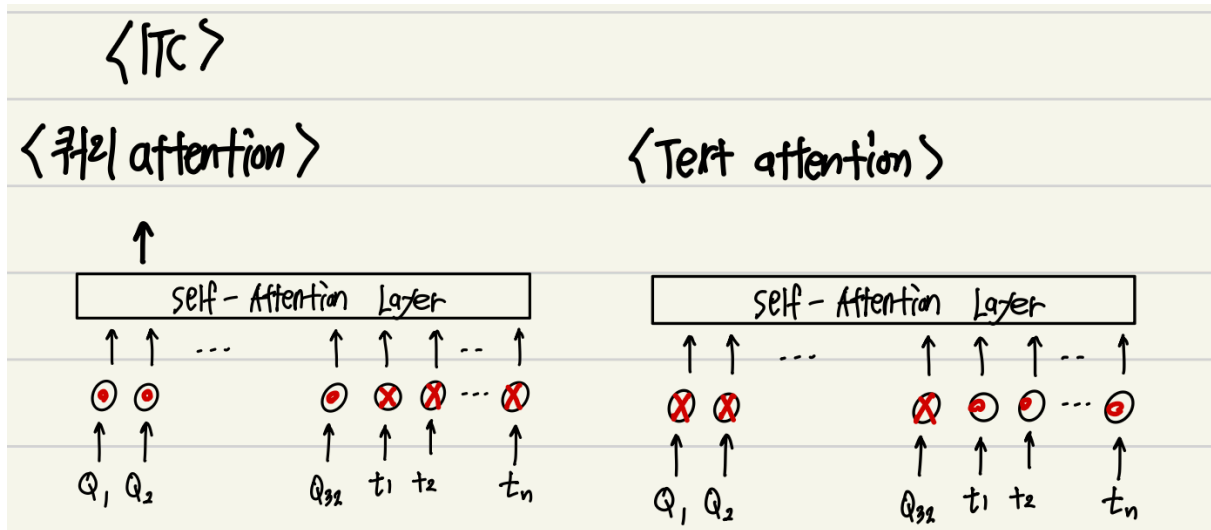 <ITC>
<쿼리 attention>
<Text attention>
Self-Attention Layer
Self-Attention Layer
...
...
...
...
...
...
Q1 Q2 Q32 t1 t2 tn
Q1 Q2 Q32 t1 t2 tn